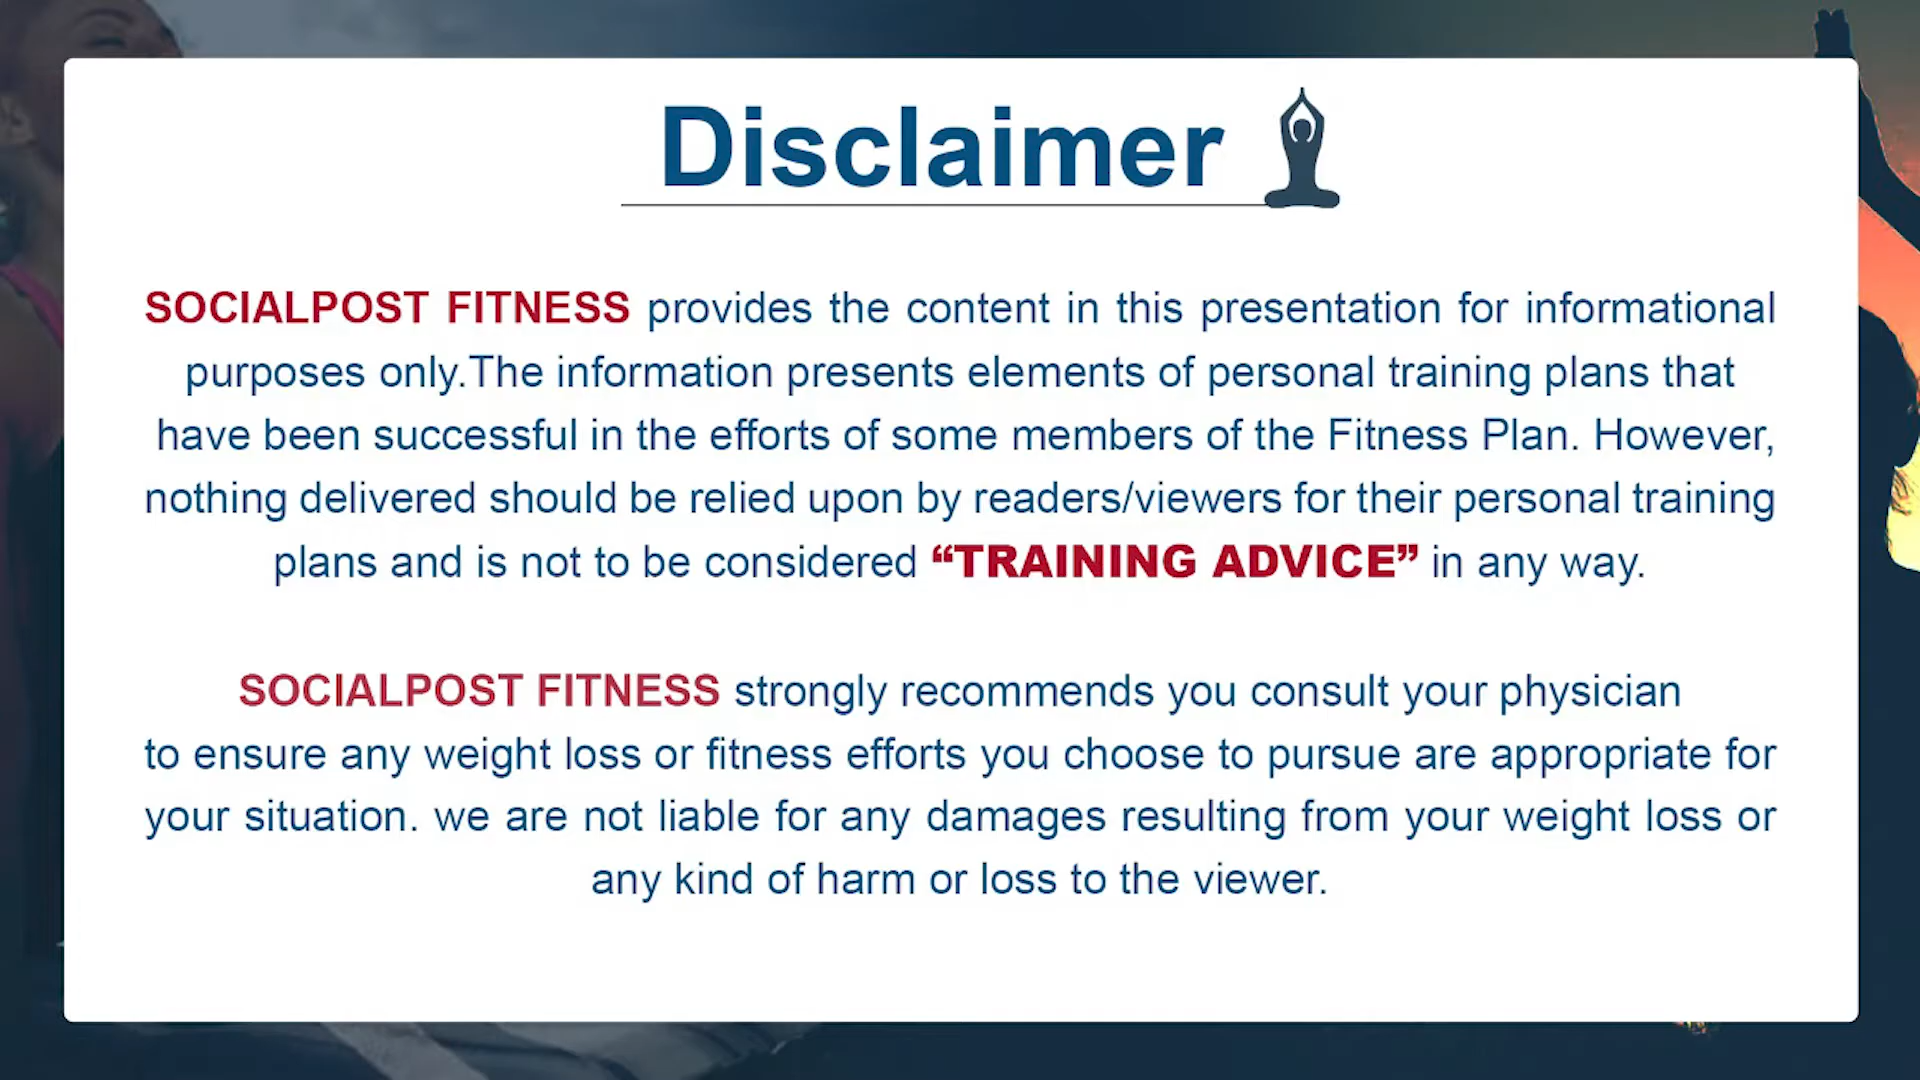 Disclaimer
SOCIALPOST FITNESS provides the content in this presentation for informational
purposes only.The information presents elements of personal training plans that
have been successful in the efforts of some members of the Fitness Plan. However,
nothing delivered should be relied upon by readers/viewers for their personal training
plans and is not to be considered “TRAINING ADVICE” in any way.
SOCIALPOST FITNESS strongly recommends you consult your physician
to ensure any weight loss or fitness efforts you choose to pursue are appropriate for
your situation. we are not liable for any damages resulting from your weight loss or
any kind of harm or loss to the viewer.